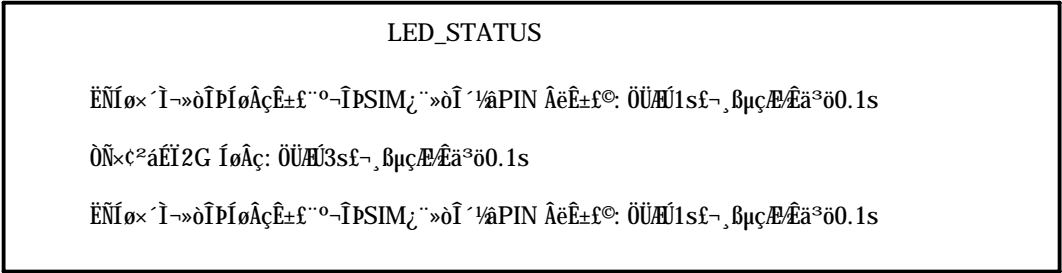 LED_STATUS
ËÑÍø×´Ì¬»òÎÞÍøÂçÊ±£¨º¬ÎÞSIM¿¨»òÎ´½âPIN ÂëÊ±£©: ÖÜÆÚ1s£¬¸ßµçÆ½Êä³ö0.1s
ÒÑ×¢²áÉÏ2G ÍøÂç: ÖÜÆÚ3s£¬¸ßµçÆ½Êä³ö0.1s
ËÑÍø×´Ì¬»òÎÞÍøÂçÊ±£¨º¬ÎÞSIM¿¨»òÎ´½âPIN ÂëÊ±£©: ÖÜÆÚ1s£¬¸ßµçÆ½Êä³ö0.1s